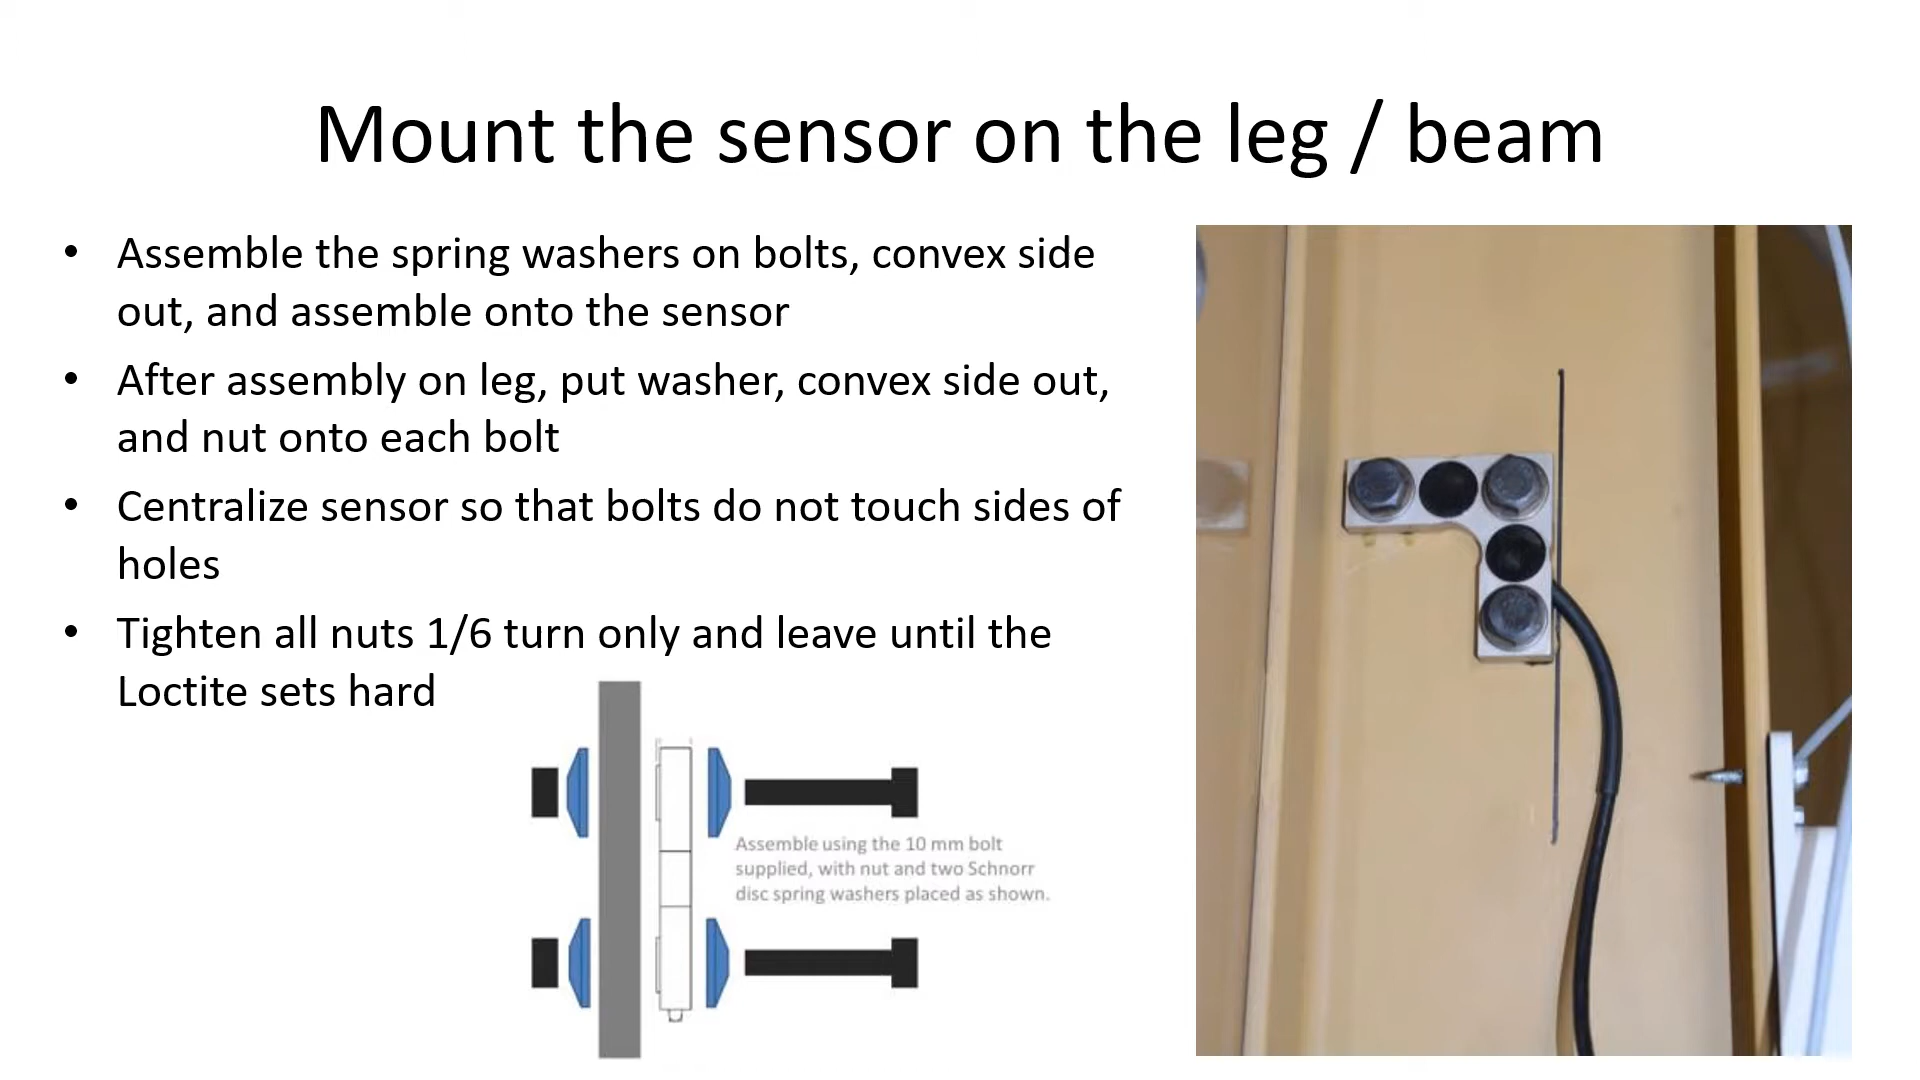 Mount the sensor on the leg / beam
• Assemble the spring washers on bolts, convex side
out, and assemble onto the sensor
• After assembly on leg, put washer, convex side out,
and nut onto each bolt
• Centralize sensor so that bolts do not touch sides of
holes
• Tighten all nuts 1/6 turn only and leave until the
Loctite sets hard
Assemble using the 10 mm bolt
supplied, with nut and two Schnorr
disc spring washers placed as shown.